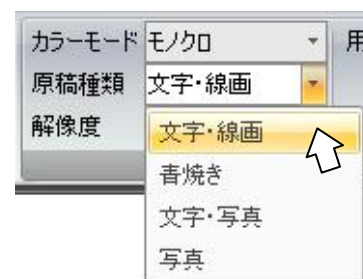 カラーモード モノクロ 用
原稿種類 文字・線画
解像度 文字・線画
青焼き
文字・写真
写真